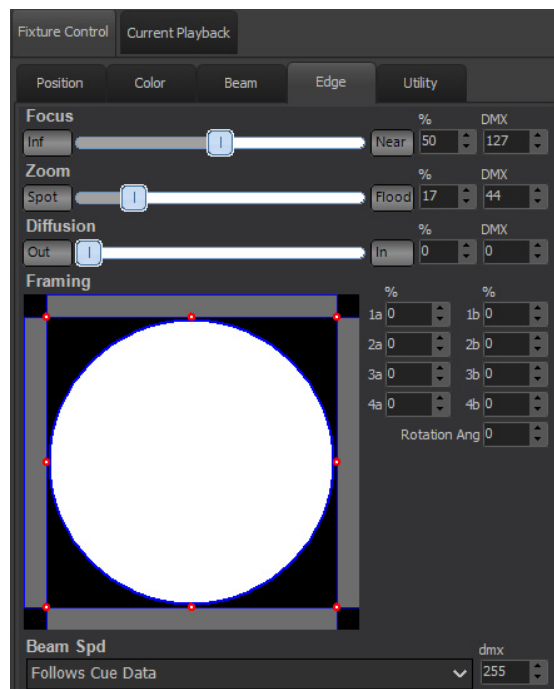 Fixture Control Current Playback
Position Color Beam Edge Utility
Focus % DMX
Inf Near 50 127
Zoom % DMX
Spot Flood 17 44
Diffusion % DMX
Out In 0 0
Framing % %
1a 0 1b 0
2a 0 2b 0
3a 0 3b 0
4a 0 4b 0
Rotation Ang 0
Beam Spd dmx
Follows Cue Data 255